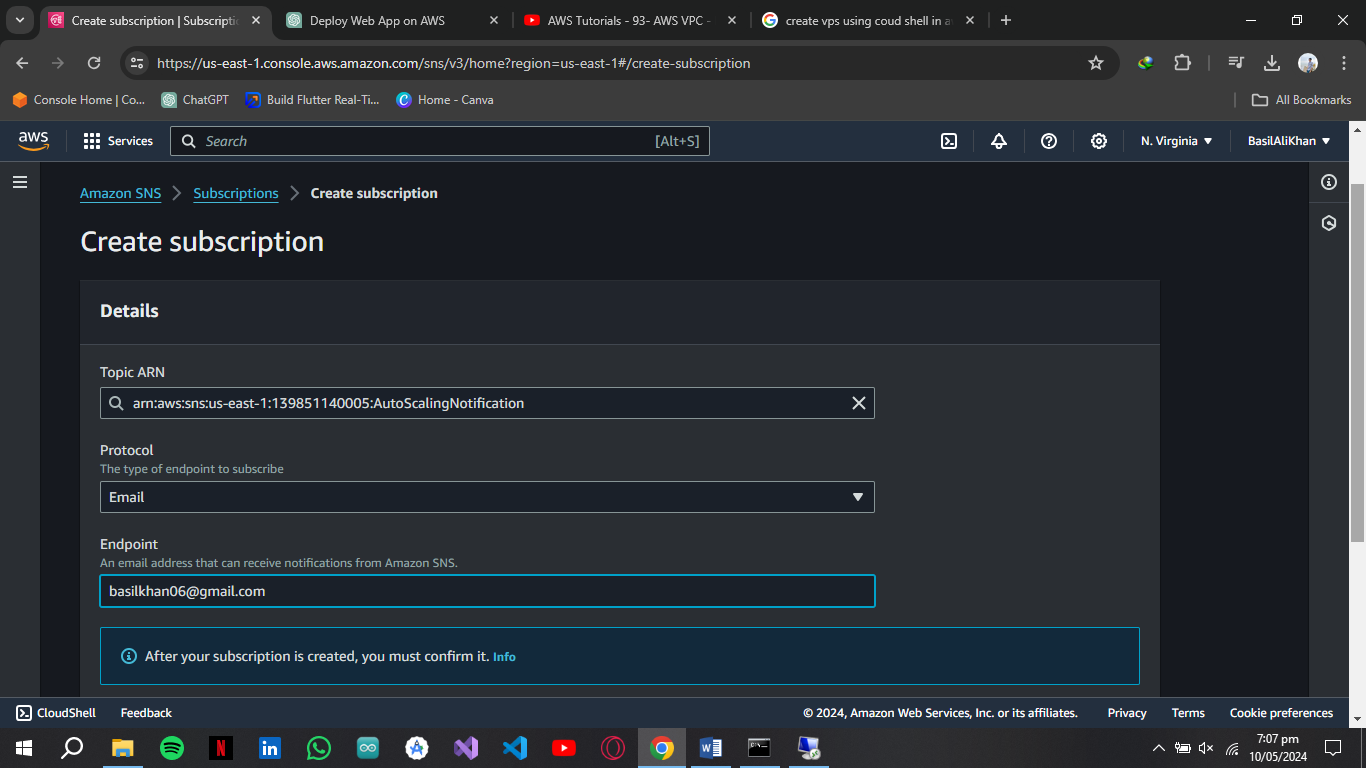 Create subscription | Subscripti
Deploy Web App on AWS
AWS Tutorials - 93- AWS VPC -
create vps using coud shell in a
https://us-east-1.console.aws.amazon.com/sns/v3/home?region=us-east-1#/create-subscription
Console Home | Co...
ChatGPT
Build Flutter Real-Ti...
Home - Canva
All Bookmarks
aws
Services
Search
[Alt+S]
N. Virginia
BasilAliKhan
Amazon SNS
Subscriptions
Create subscription
Create subscription
Details
Topic ARN
arn:aws:sns:us-east-1:139851140005:AutoScalingNotification
Protocol
The type of endpoint to subscribe
Email
Endpoint
An email address that can receive notifications from Amazon SNS.
basilkhan06@gmail.com
After your subscription is created, you must confirm it. Info
CloudShell
Feedback
© 2024, Amazon Web Services, Inc. or its affiliates.
Privacy
Terms
Cookie preferences
7:07 pm
10/05/2024